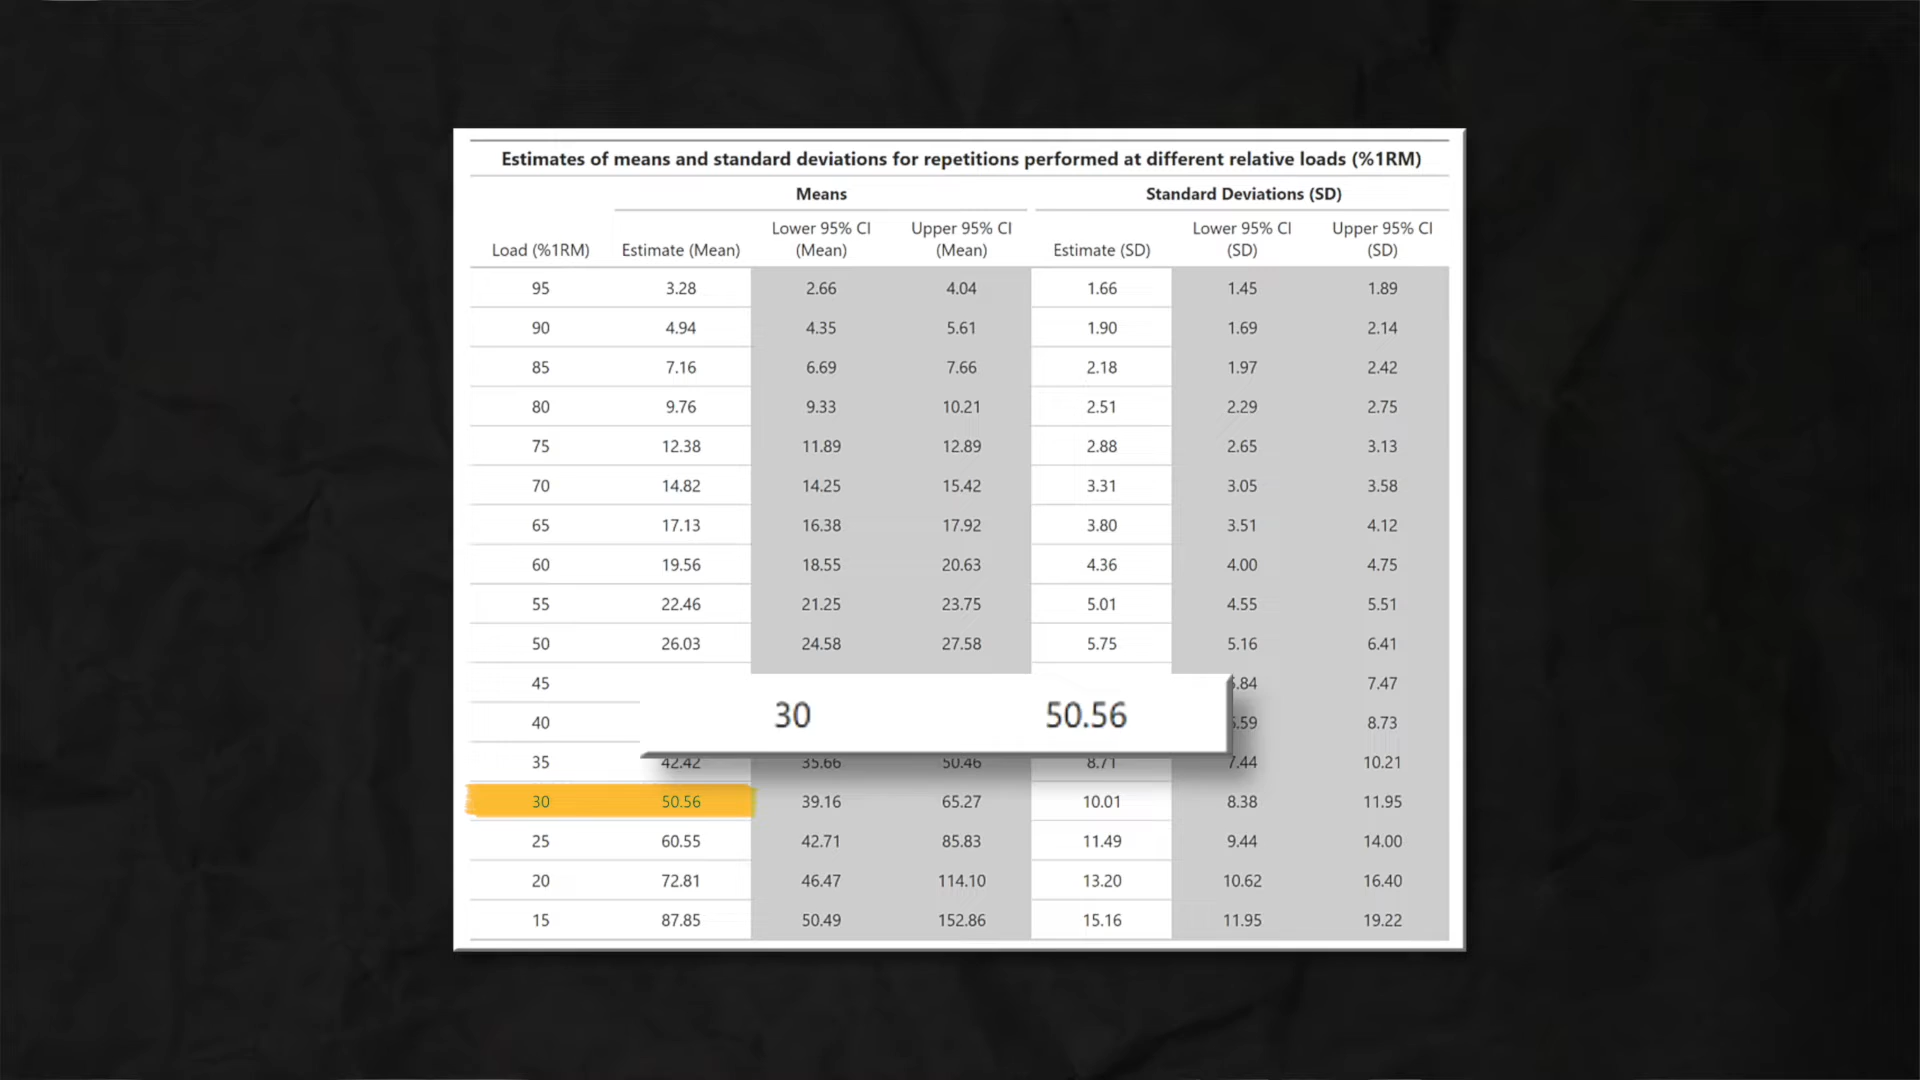 Estimates of means and standard deviations for repetitions performed at different relative loads (%1RM)
Means Standard Deviations (SD)
Load (%1RM) Estimate (Mean) Lower 95% CI (Mean) Upper 95% CI (Mean) Estimate (SD) Lower 95% CI (SD) Upper 95% CI (SD)
95 3.28 2.66 4.04 1.66 1.45 1.89
90 4.94 4.35 5.61 1.90 1.69 2.14
85 7.16 6.69 7.66 2.18 1.97 2.42
80 9.76 9.33 10.21 2.51 2.29 2.75
75 12.38 11.89 12.89 2.88 2.65 3.13
70 14.82 14.25 15.42 3.31 3.05 3.58
65 17.13 16.38 17.92 3.80 3.51 4.12
60 19.56 18.55 20.63 4.36 4.00 4.75
55 22.46 21.25 23.75 5.01 4.55 5.51
50 26.03 24.58 27.58 5.75 5.16 6.41
45 .84 7.47
30 50.56
40 .59 8.73
35 42.42 35.66 50.46 8.71 7.44 10.21
30 50.56 39.16 65.27 10.01 8.38 11.95
25 60.55 42.71 85.83 11.49 9.44 14.00
20 72.81 46.47 114.10 13.20 10.62 16.40
15 87.85 50.49 152.86 15.16 11.95 19.22